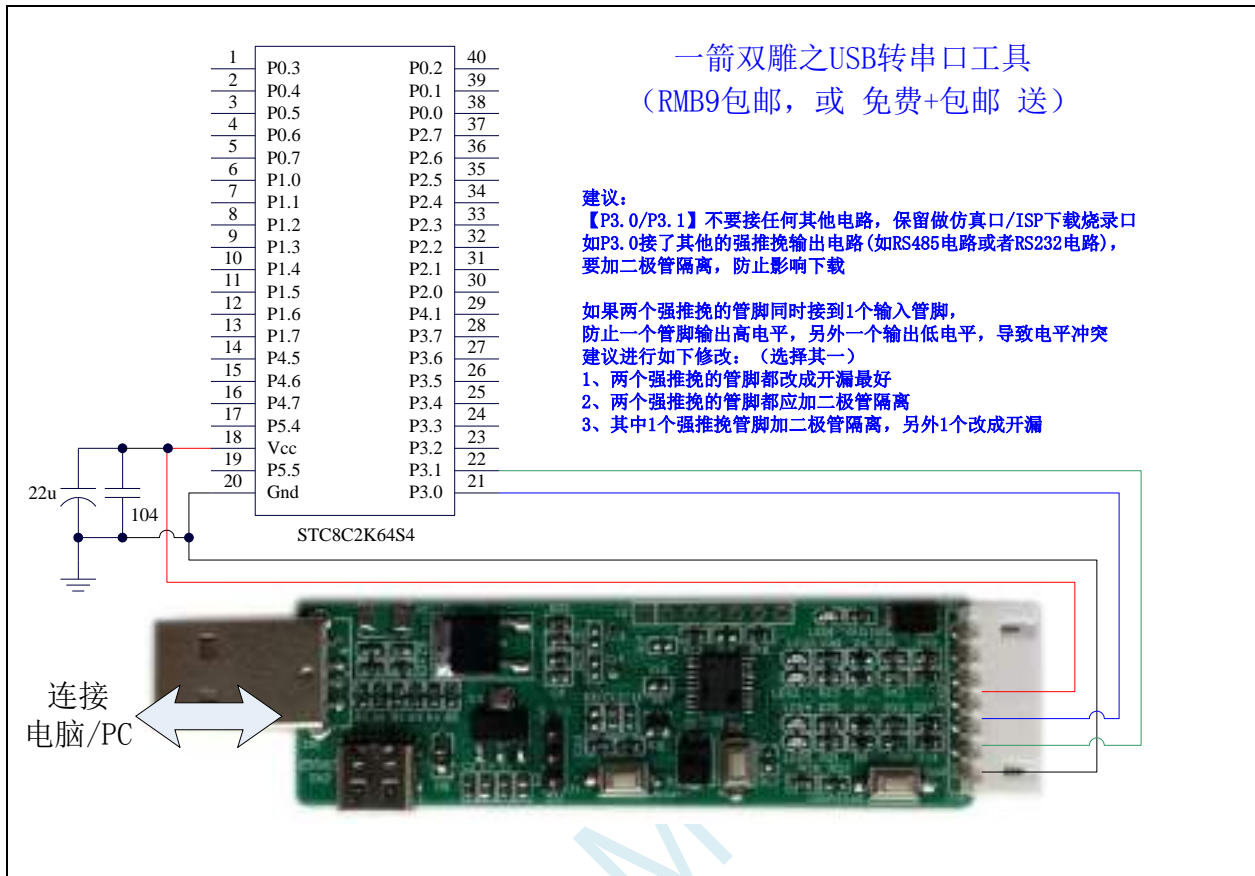 一箭双雕之USB转串口工具
（RMB9包邮，或 免费+包邮 送）
1 P0.3 P0.2 40
2 P0.4 P0.1 39
3 P0.5 P0.0 38
4 P0.6 P2.7 37
5 P0.7 P2.6 36
6 P1.0 P2.5 35
7 P1.1 P2.4 34
8 P1.2 P2.3 33
9 P1.3 P2.2 32
10 P1.4 P2.1 31
11 P1.5 P2.0 30
12 P1.6 P4.1 29
13 P1.7 P3.7 28
14 P4.5 P3.6 27
15 P4.6 P3.5 26
16 P4.7 P3.4 25
17 P5.4 P3.3 24
18 Vcc P3.2 23
19 P5.5 P3.1 22
20 Gnd P3.0 21
STC8C2K64S4
22u
104
建议：
【P3.0/P3.1】不要接任何其他电路，保留做仿真口/ISP下载烧录口
如P3.0接了其他的强推挽输出电路(如RS485电路或者RS232电路)，
要加二极管隔离，防止影响下载
如果两个强推挽的管脚同时接到1个输入管脚，
防止一个管脚输出高电平，另外一个输出低电平，导致电平冲突
建议进行如下修改：（选择其一）
1、两个强推挽的管脚都改成开漏最好
2、两个强推挽的管脚都应加二极管隔离
3、其中1个强推挽管脚加二极管隔离，另外1个改成开漏
连接
电脑/PC